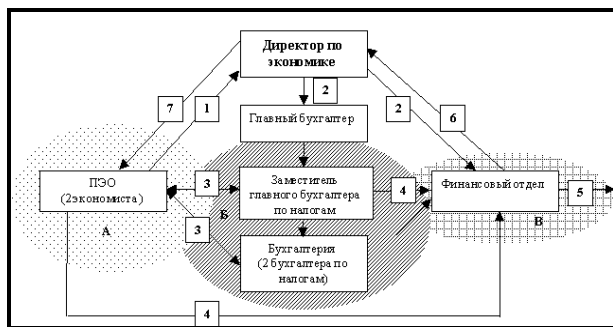 Директор по
экономике
7
1
2
2
6
Главный бухгалтер
ПЭО
(2экономиста)
3
Заместитель
главного бухгалтера
по налогам
4
Финансовый отдел
5
А
Б
В
3
Бухгалтерия
(2 бухгалтера по
налогам)
4